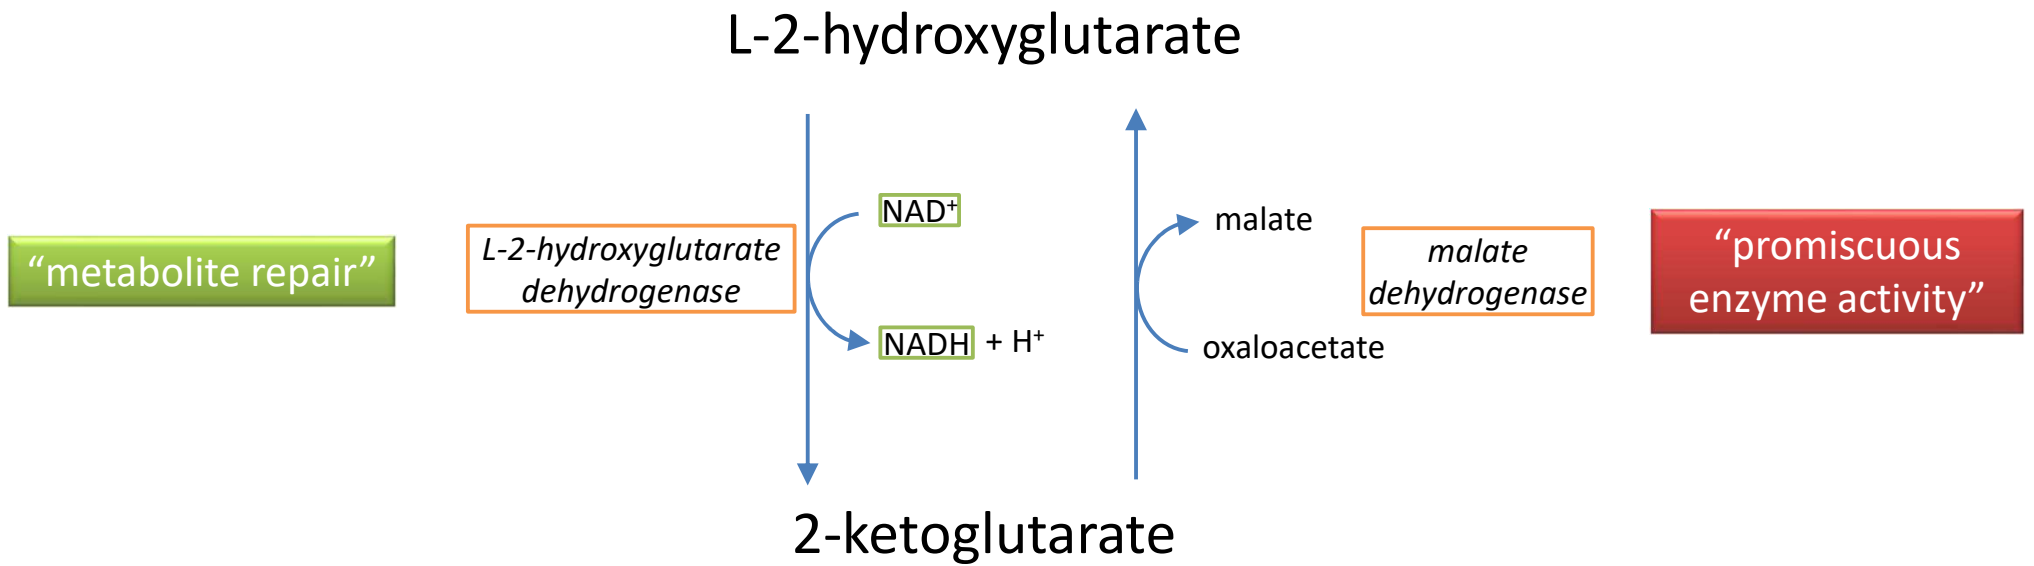 L-2-hydroxyglutarate
“metabolite repair”
L-2-hydroxyglutarate
dehydrogenase
NAD⁺
NADH + H⁺
malate
oxaloacetate
malate
dehydrogenase
“promiscuous
enzyme activity”
2-ketoglutarate